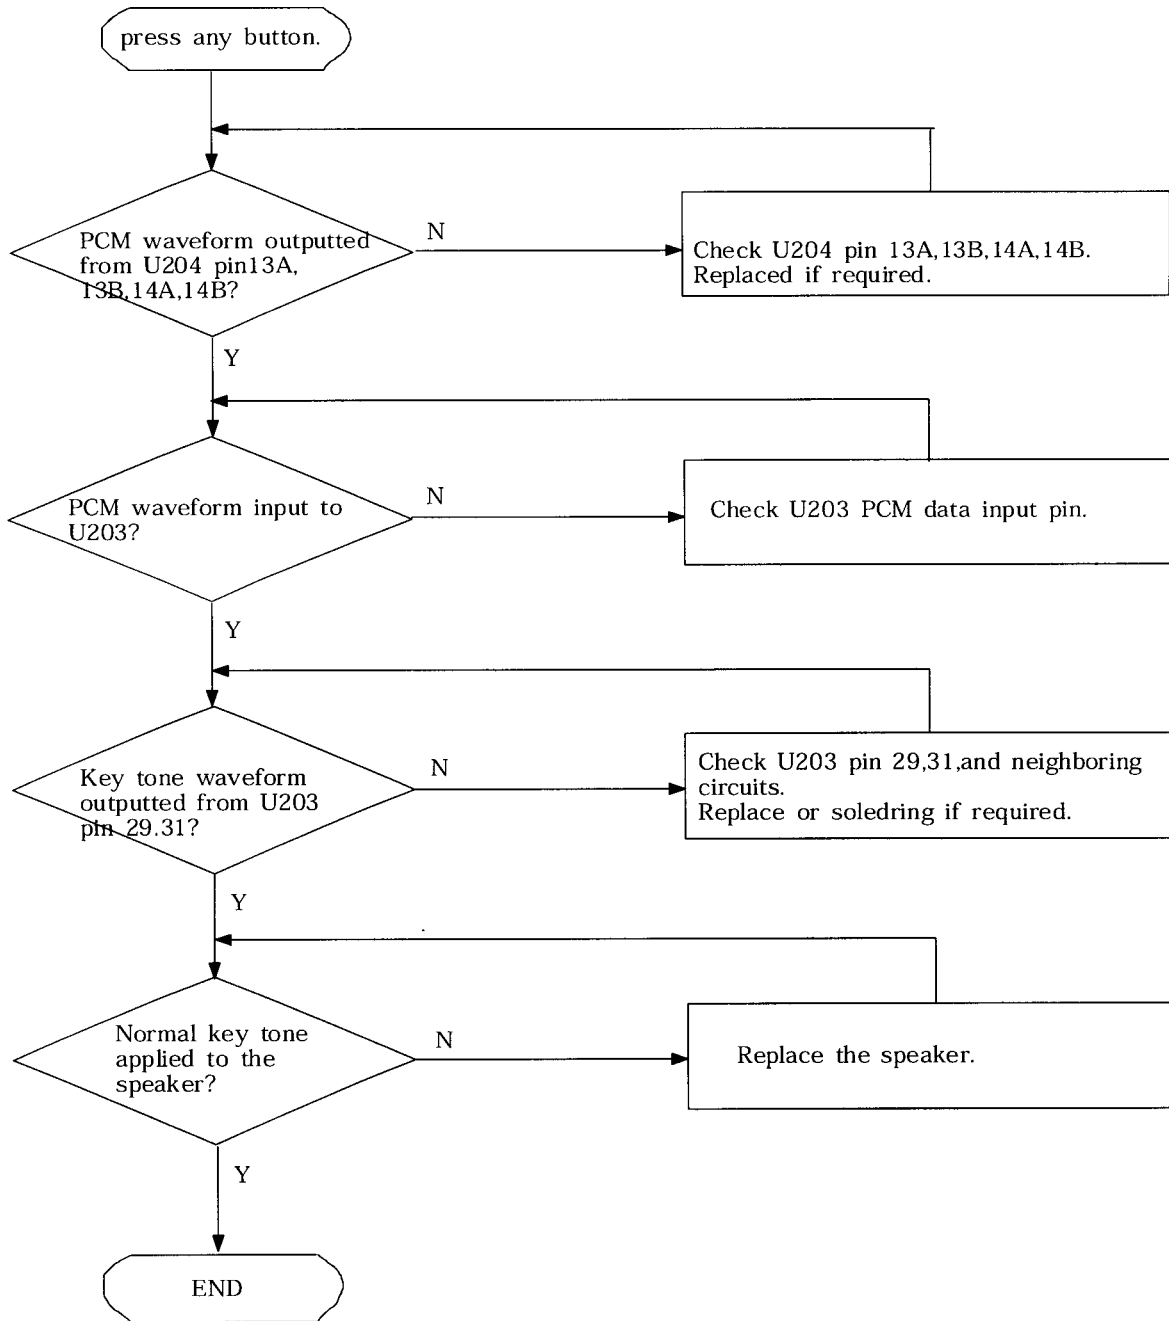 press any button.
PCM waveform outputted
from U204 pin13A,
13B,14A,14B?
N
Check U204 pin 13A,13B,14A,14B.
Replaced if required.
Y
PCM waveform input to
U203?
N
Check U203 PCM data input pin.
Y
Key tone waveform
outputted from U203
pin 29.31?
N
Check U203 pin 29,31,and neighboring
circuits.
Replace or soledring if required.
Y
Normal key tone
applied to the
speaker?
N
Replace the speaker.
Y
END